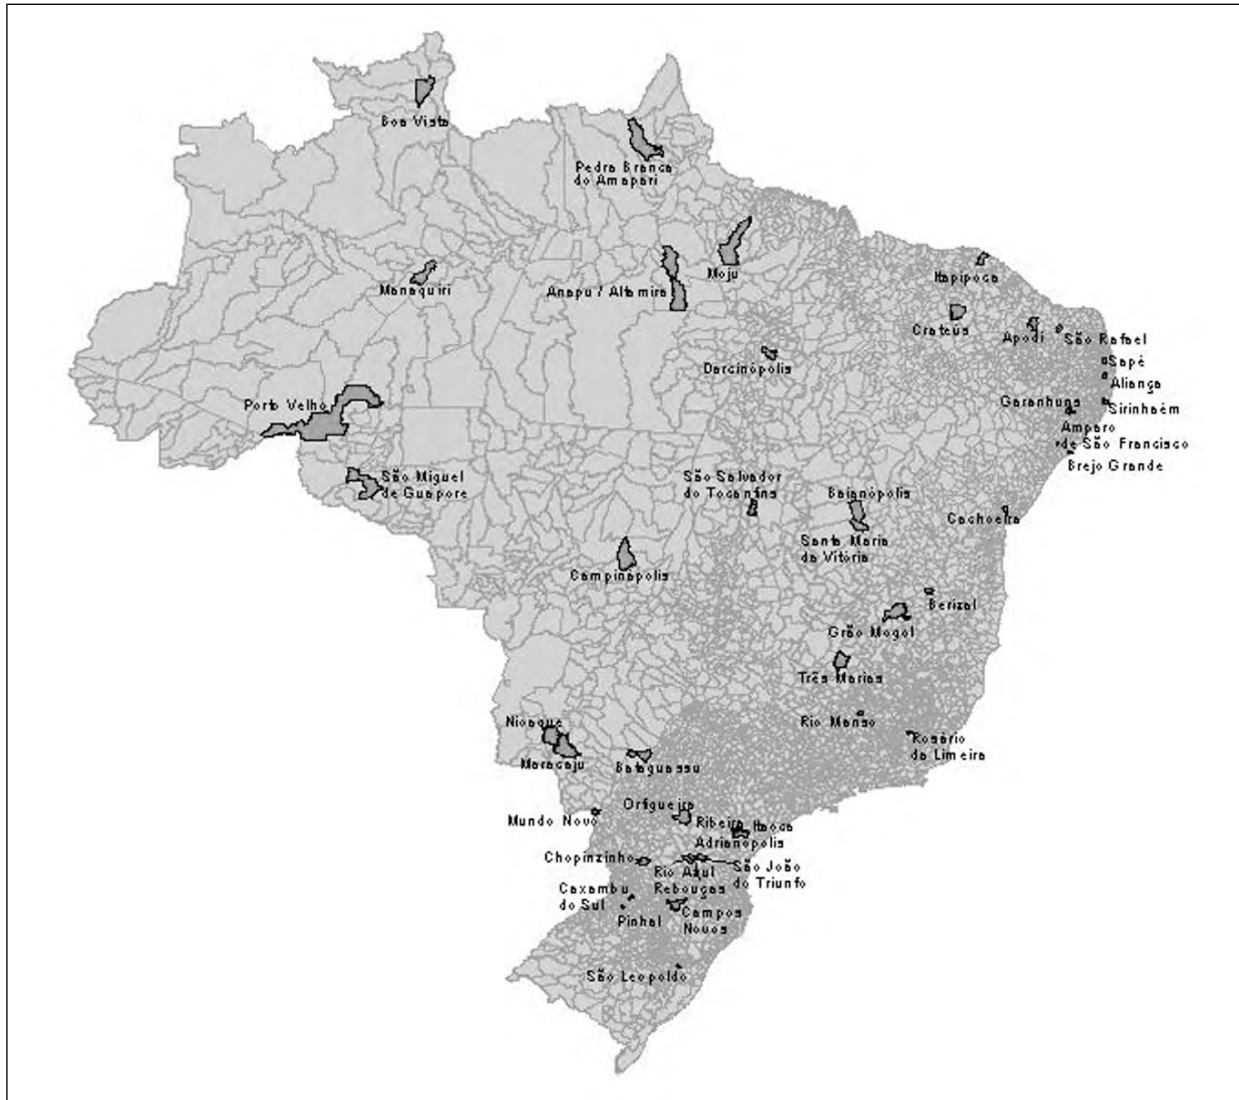 Boa Vista
Pedra Branca
do Amapari
Moju
Manaquiri
Anapu / Altamira
Itapipoca
Crateús
Apodi
São Rafael
Darcinópolis
Sapé
Aliança
Porto Velho
Garanhuns
Sirinhaém
Amparo
de São Francisco
Brejo Grande
São Miguel
de Guapore
São Salvador
do Tocantins
Baianópolis
Cachoeira
Santa Maria
da Vitória
Campinápolis
Berizal
Grão Mogol
Três Marias
Rio Manso
Nioaque
Rosário
da Limeira
Maracaju
Bataguassu
Ortigueira
Mundo Novo
Ribeira
Itaoca
Adrianópolis
Chopinzinho
Rio Azul
São João
do Triunfo
Rebouças
Caxambu
do Sul
Pinhal
Campos
Novos
São Leopoldo